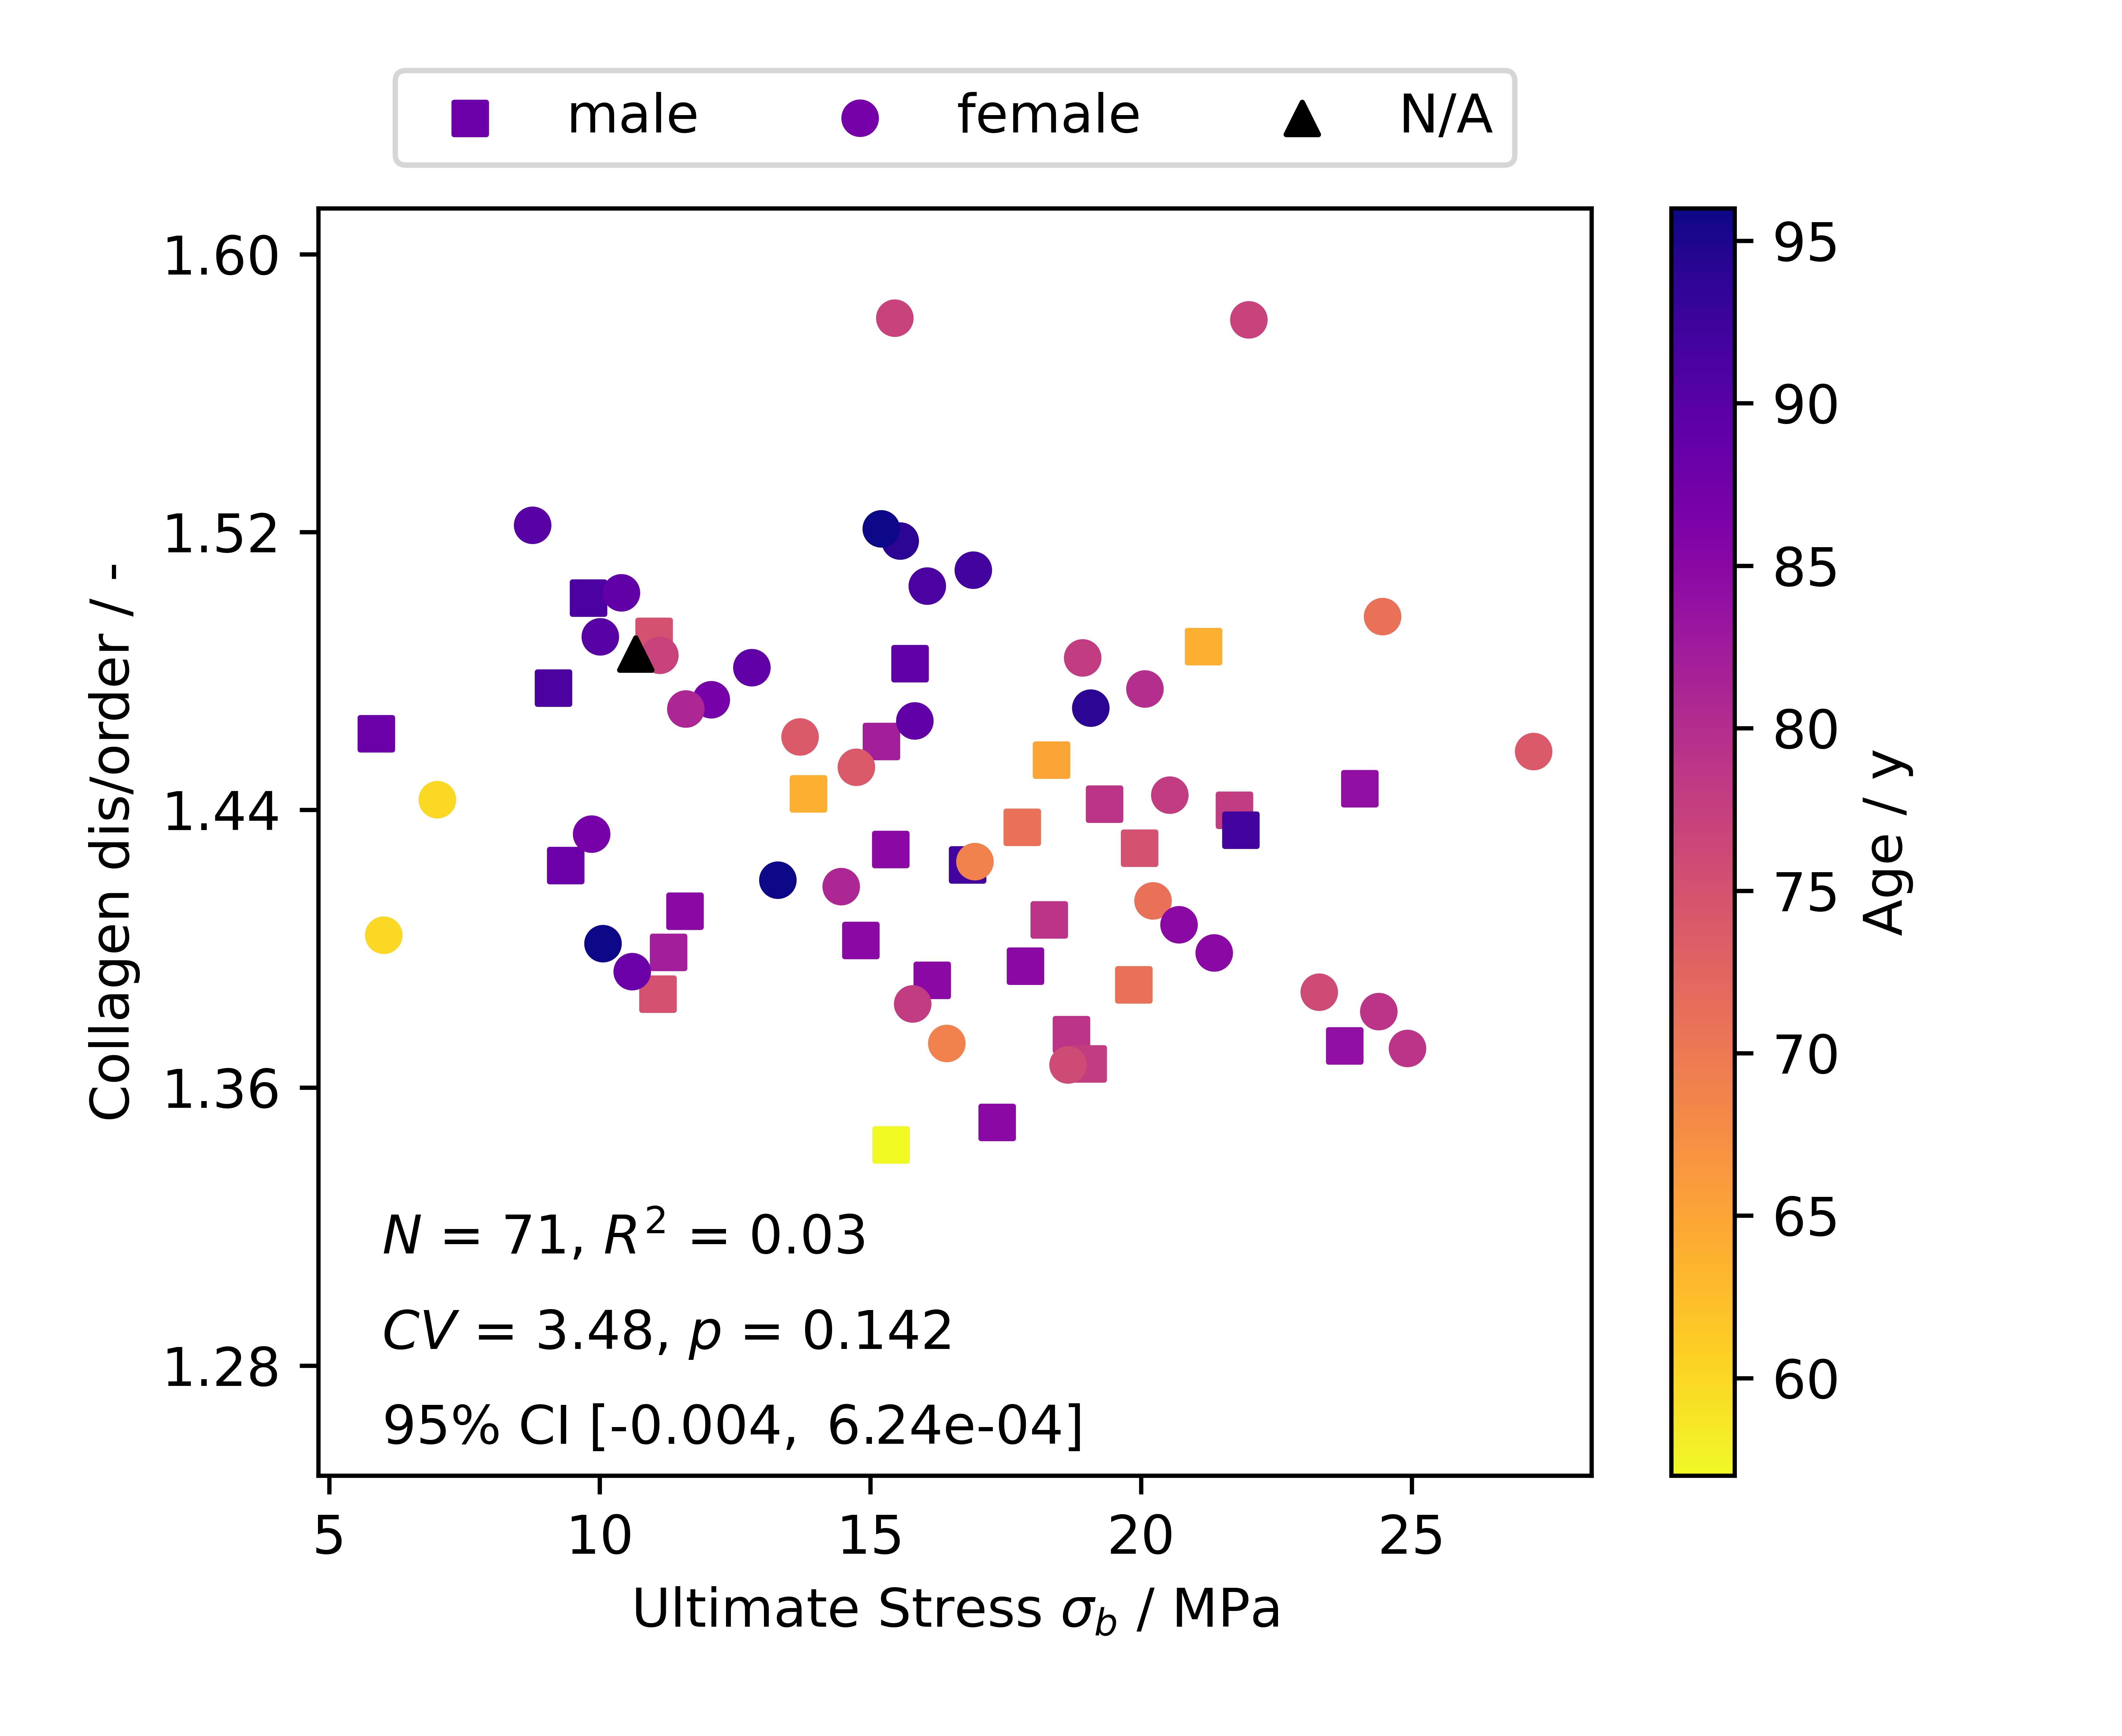 male female N/A
1.60
1.52
1.44
1.36
1.28
Collagen dis/order / -
N = 71, R² = 0.03
CV = 3.48, p = 0.142
95% CI [-0.004, 6.24e-04]
5 10 15 20 25
Ultimate Stress σb / MPa
95
90
85
80
75
70
65
60
Age / y